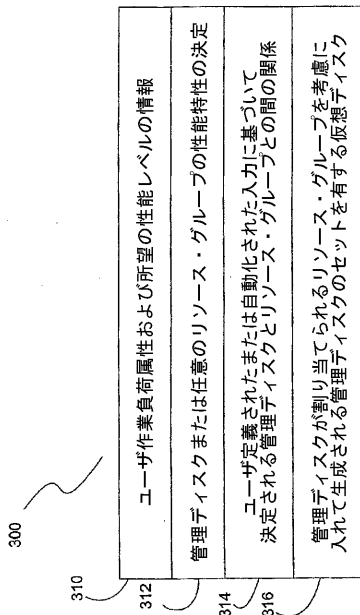 300
310
ユーザ作業負荷属性および所望の性能レベルの情報
312
管理ディスクまたは任意のリソース・グループの性能特性の決定
314
ユーザ定義されたまたは自動化された入力に基づいて
決定される管理ディスクとリソース・グループとの間の関係
316
管理ディスクが割り当てられるリソース・グループを考慮に
入れて生成される管理ディスクのセットを有する仮想ディスク